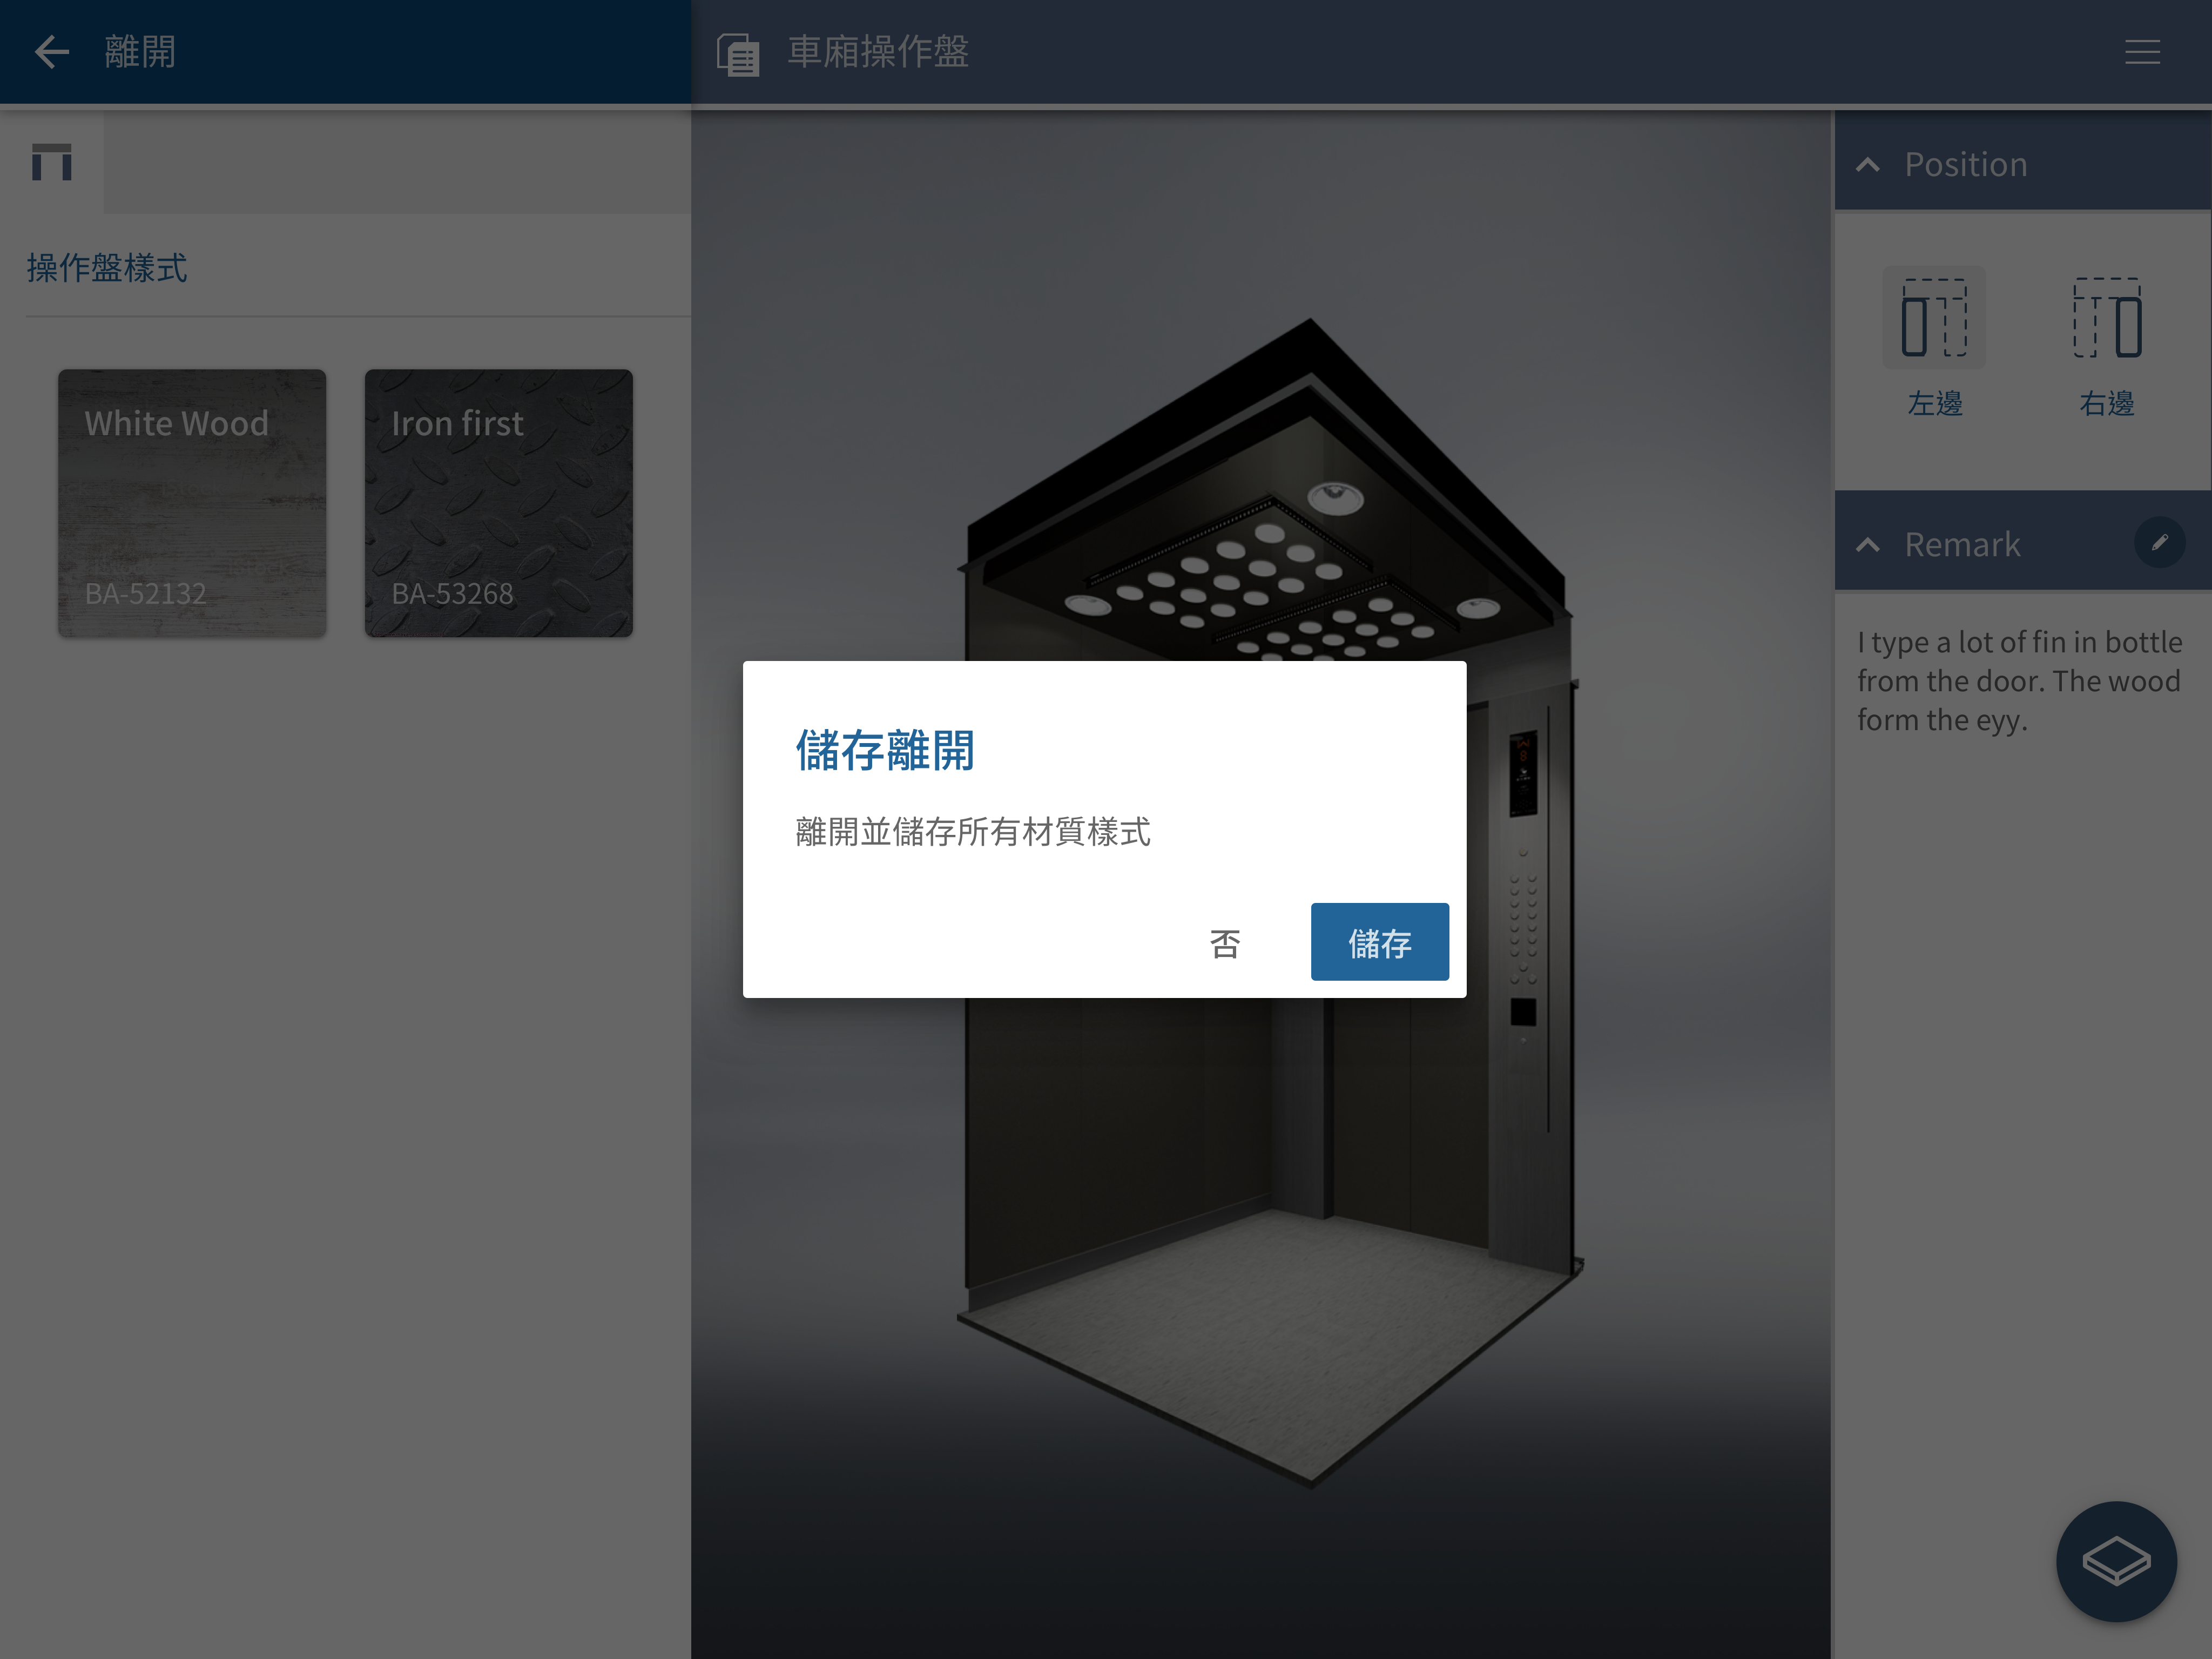 離開
車廂操作盤
操作盤樣式
White Wood
BA-52132
Iron first
BA-53268
Position
左邊
右邊
Remark
I type a lot of fin in bottle
from the door. The wood
form the eyy.
儲存離開
離開並儲存所有材質樣式
否
儲存